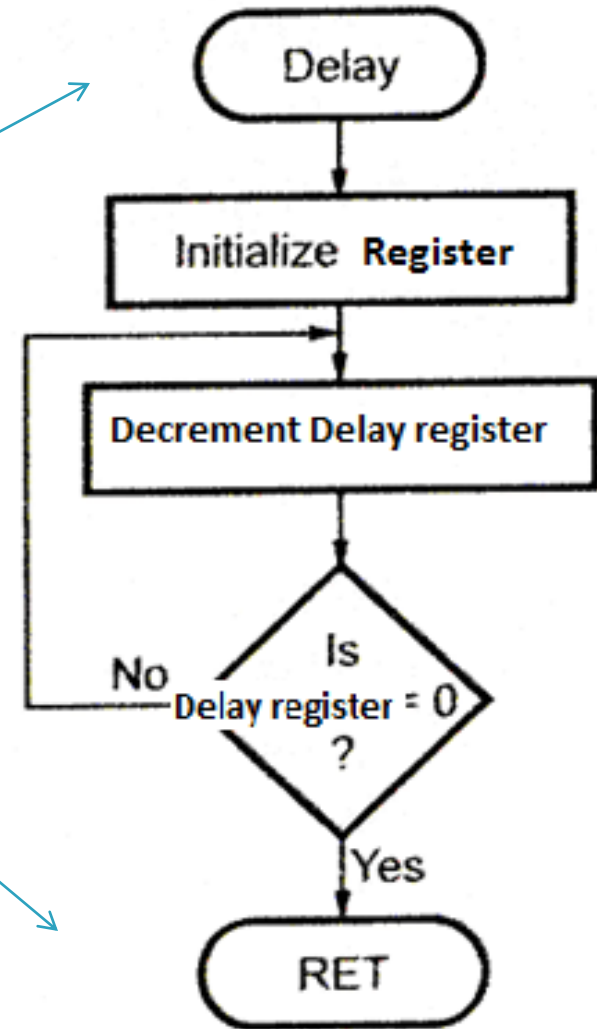 Delay
Initialize Register
Decrement Delay register
Is
No
Delay register = 0
?
Yes
RET